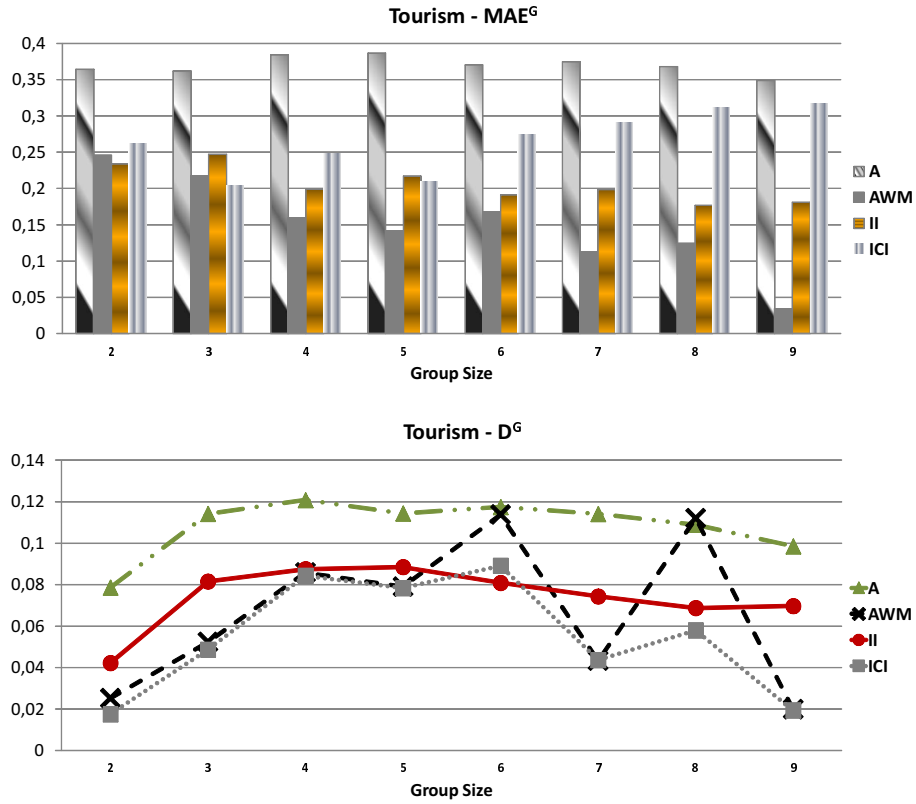 Tourism - MAEᴳ
0,4
0,35
0,3
0,25
0,2
0,15
0,1
0,05
0
2 3 4 5 6 7 8 9
Group Size
A
AWM
II
ICI
Tourism - Dᴳ
0,14
0,12
0,1
0,08
0,06
0,04
0,02
0
2 3 4 5 6 7 8 9
Group Size
A
AWM
II
ICI